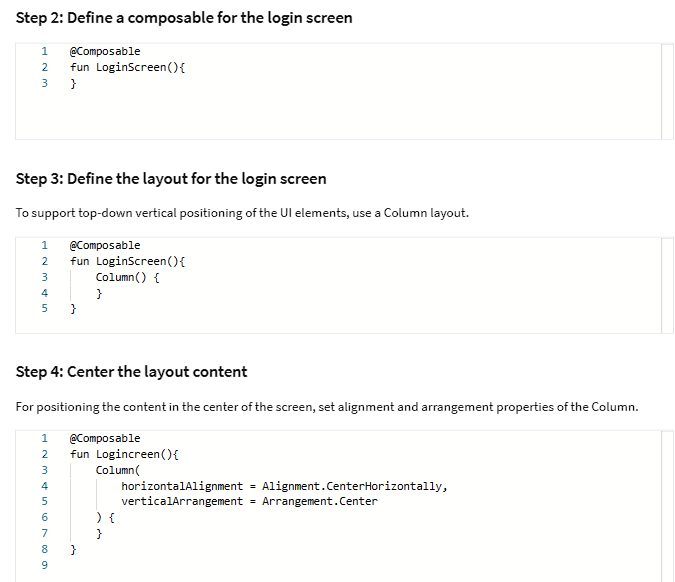 Step 2: Define a composable for the login screen
1 @Composable
2 fun LoginScreen(){
3 }
Step 3: Define the layout for the login screen
To support top-down vertical positioning of the UI elements, use a Column layout.
1 @Composable
2 fun LoginScreen(){
3 Column() {
4 }
5 }
Step 4: Center the layout content
For positioning the content in the center of the screen, set alignment and arrangement properties of the Column.
1 @Composable
2 fun Logincreen(){
3 Column(
4 horizontalAlignment = Alignment.CenterHorizontally,
5 verticalArrangement = Arrangement.Center
6 ) {
7 }
8 }
9